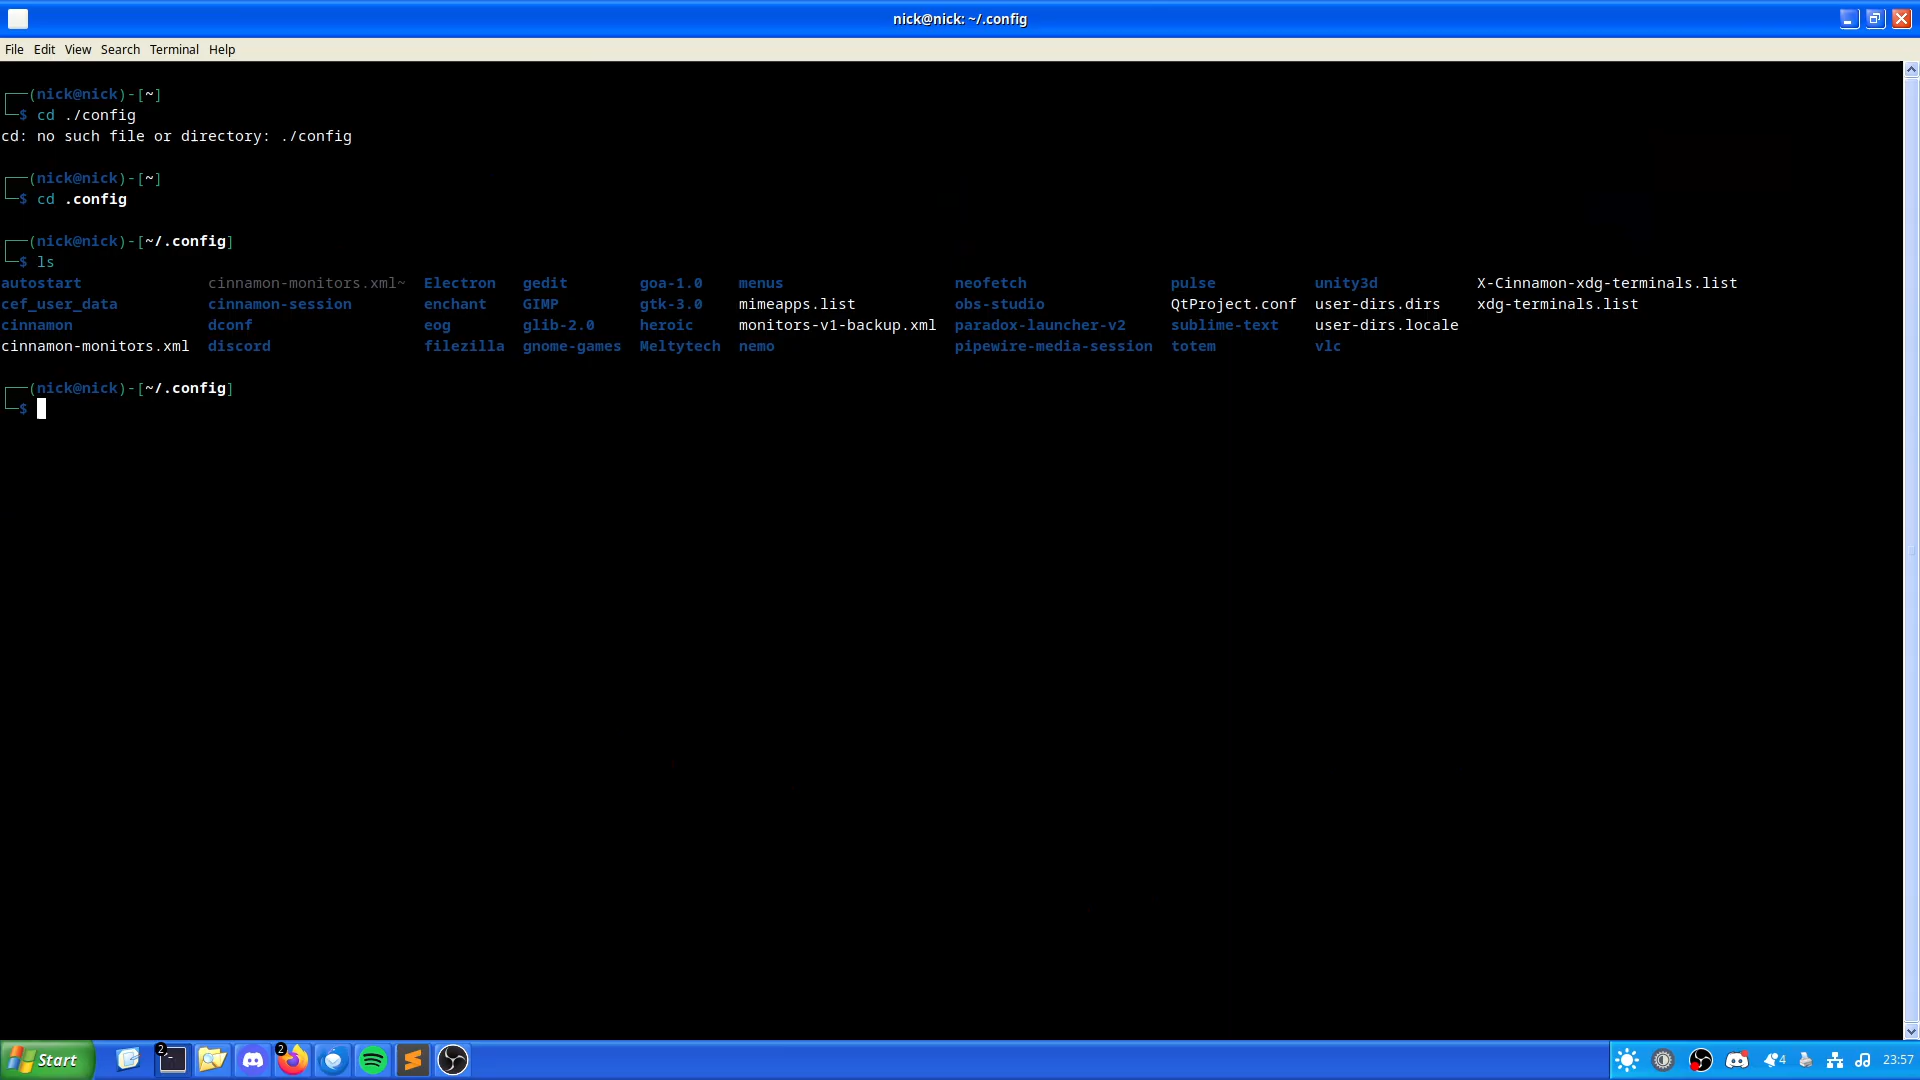 nick@nick: ~/.config
File Edit View Search Terminal Help
┌──(nick@nick)-[~]
└─$ cd ./config
cd: no such file or directory: ./config
┌──(nick@nick)-[~]
└─$ cd .config
┌──(nick@nick)-[~/.config]
└─$ ls
autostart cinnamon-monitors.xml~ Electron gedit goa-1.0 menus neofetch pulse unity3d X-Cinnamon-xdg-terminals.list
cef_user_data cinnamon-session enchant GIMP gtk-3.0 mimeapps.list obs-studio QtProject.conf user-dirs.dirs xdg-terminals.list
cinnamon dconf eog glib-2.0 heroic monitors-v1-backup.xml paradox-launcher-v2 sublime-text user-dirs.locale
cinnamon-monitors.xml discord filezilla gnome-games Meltytech nemo pipewire-media-session totem vlc
┌──(nick@nick)-[~/.config]
└─$
Start 2 2 4 23:57